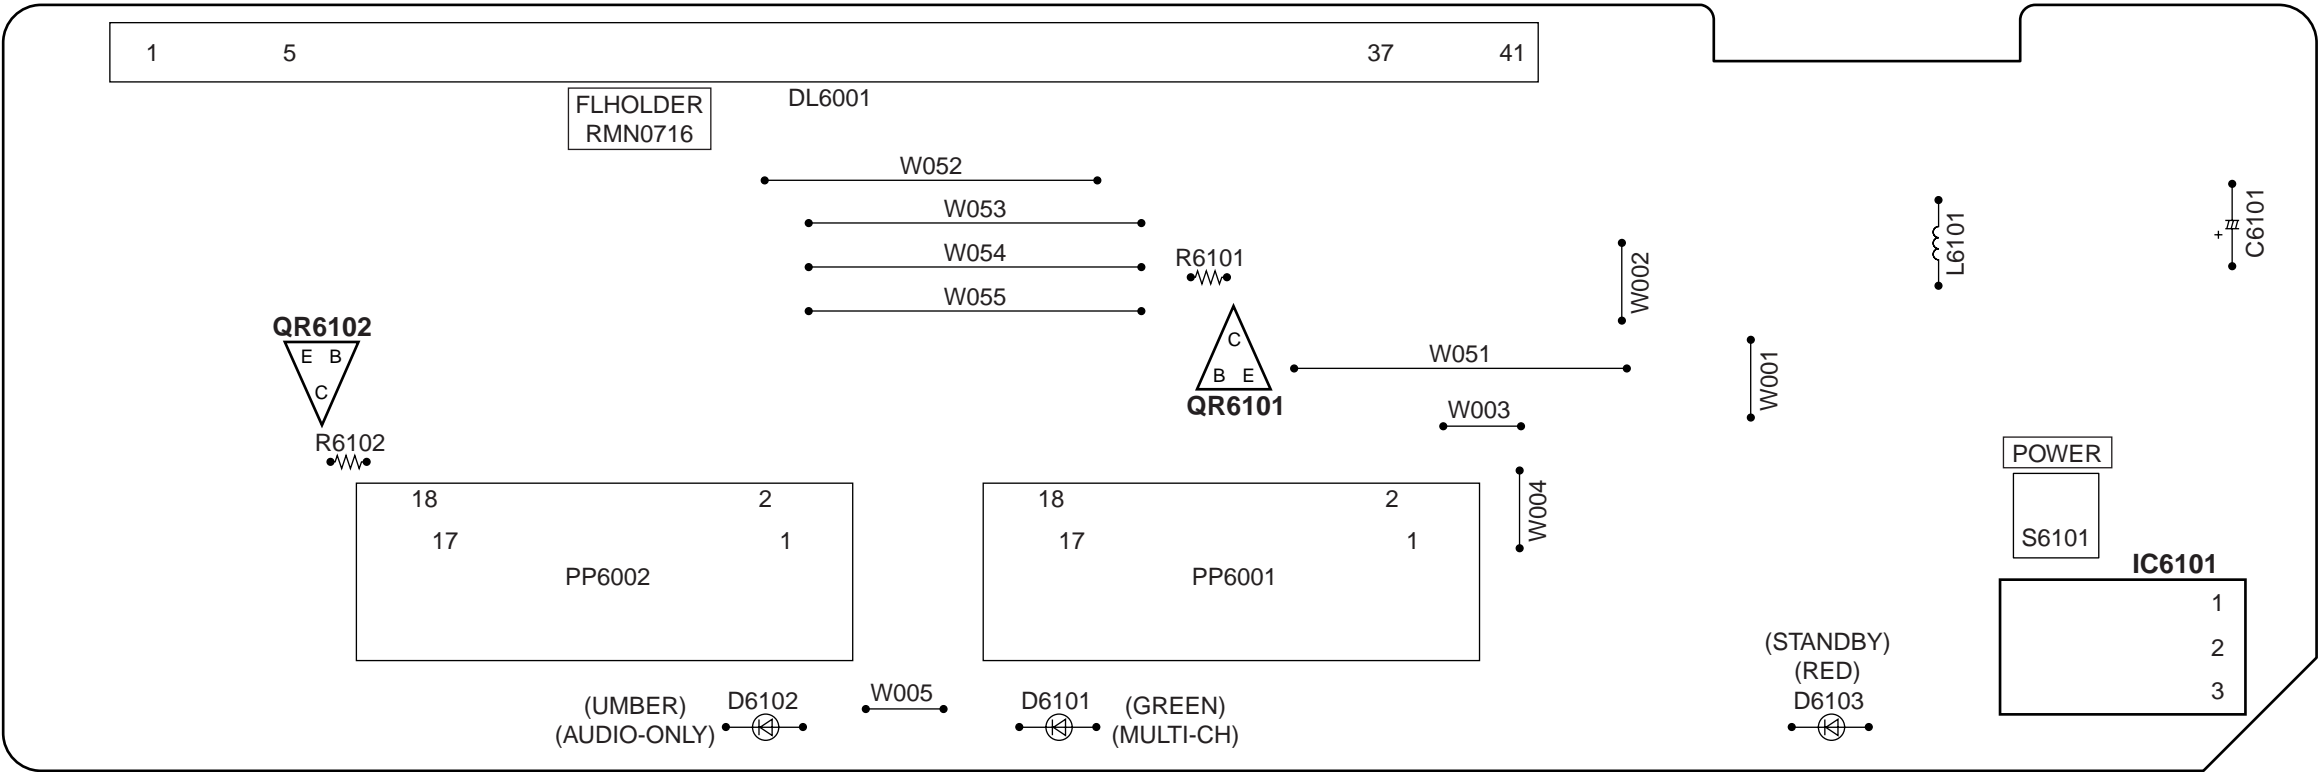 1 5 37 41
FLHOLDER
RMN0716
DL6001
W052
W053
W054
W055
R6101
W002
L6101
+
C6101
QR6102
E B
C
R6102
C
B E
QR6101
W051
W003
W001
W004
POWER
S6101
18 2
17 1
PP6002
18 2
17 1
PP6001
IC6101
1
2
3
(UMBER)
(AUDIO-ONLY)
D6102
W005
D6101
(GREEN)
(MULTI-CH)
(STANDBY)
(RED)
D6103